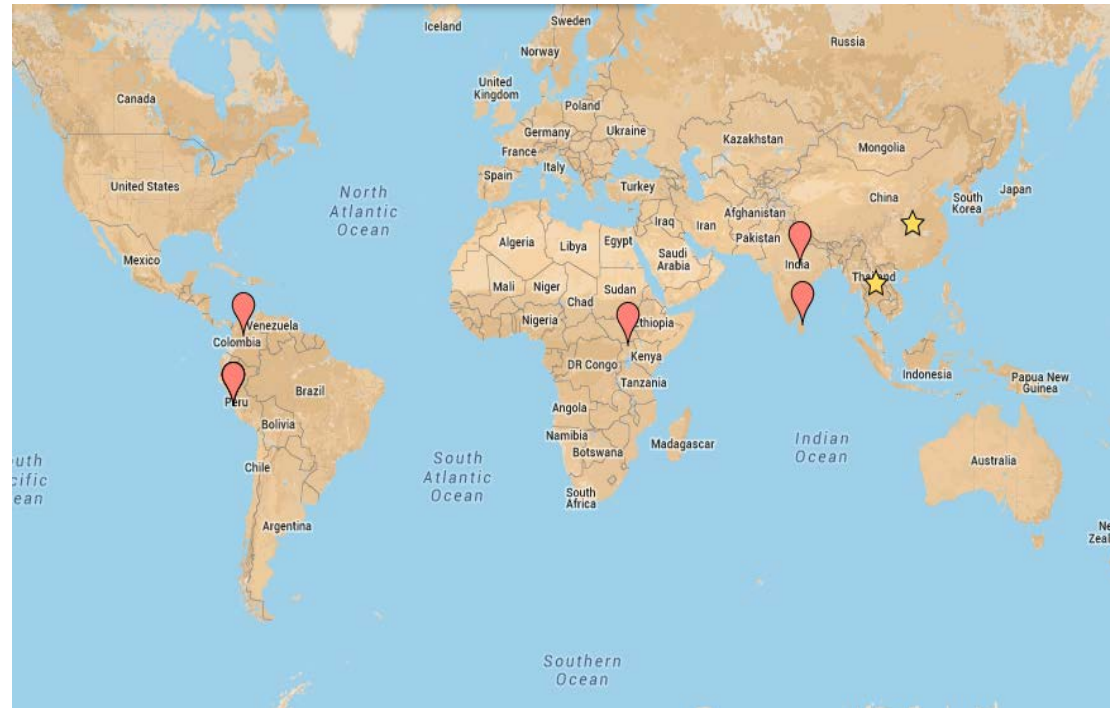 Iceland
Sweden
Russia
Norway
Canada
United
Kingdom
Poland
Germany
Ukraine
Kazakhstan
Mongolia
France
Italy
Spain
Turkey
United States
North
Atlantic
Ocean
China
South
Korea
Japan
Afghanistan
Iraq
Iran
Pakistan
Algeria
Libya
Egypt
Saudi
Arabia
Mexico
India
Mali
Niger
Sudan
Chad
Nigeria
Venezuela
Colombia
DR Congo
Kenya
Tanzania
Indonesia
Papua New
Guinea
Peru
Brazil
Bolivia
Angola
Namibia
Botswana
Madagascar
Indian
Ocean
South
Atlantic
Ocean
Chile
Australia
South
Africa
Argentina
Southern
Ocean